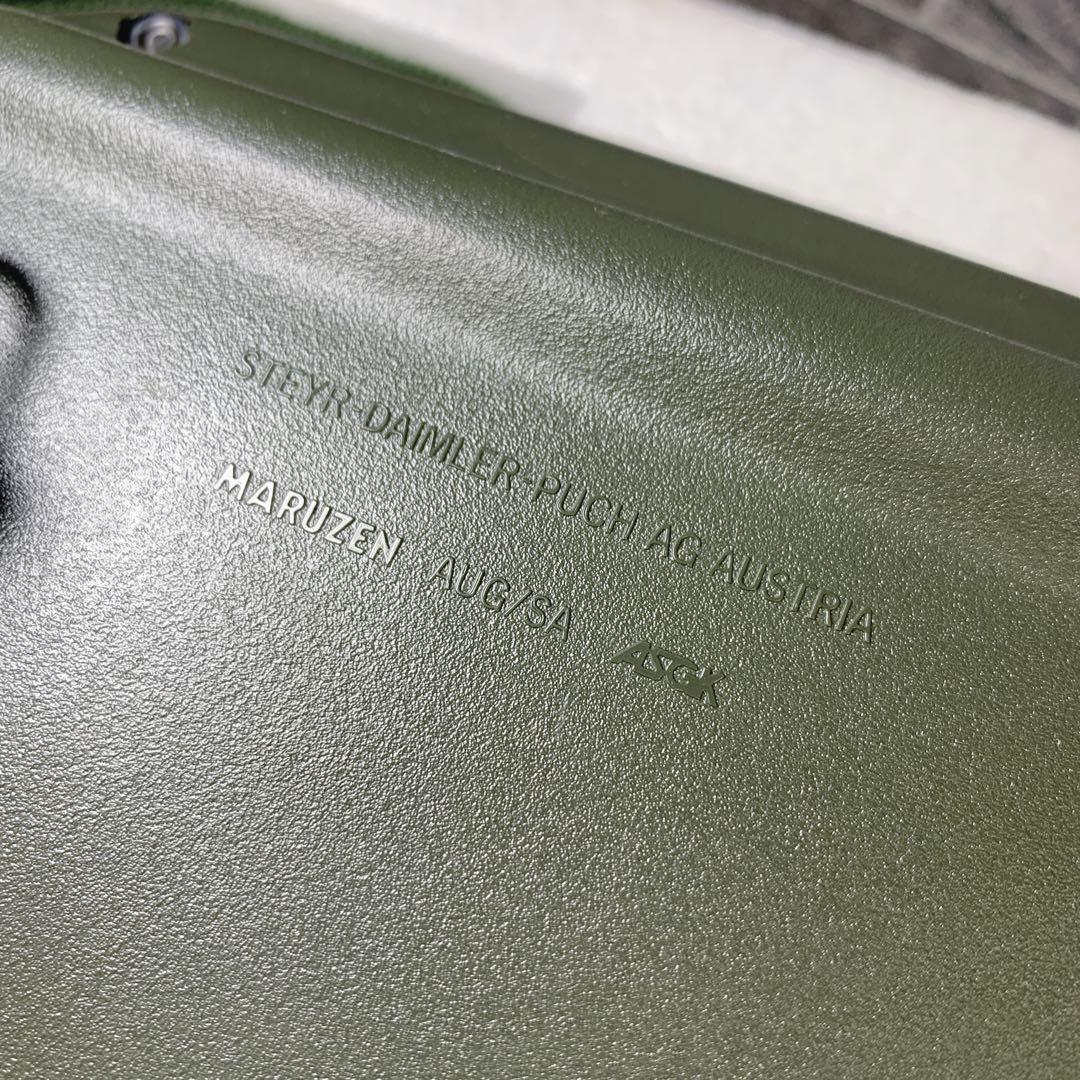 STEYR-DAIMLER-PUCH AG AUSTRIA
MARUZEN AUG/SA ASGK